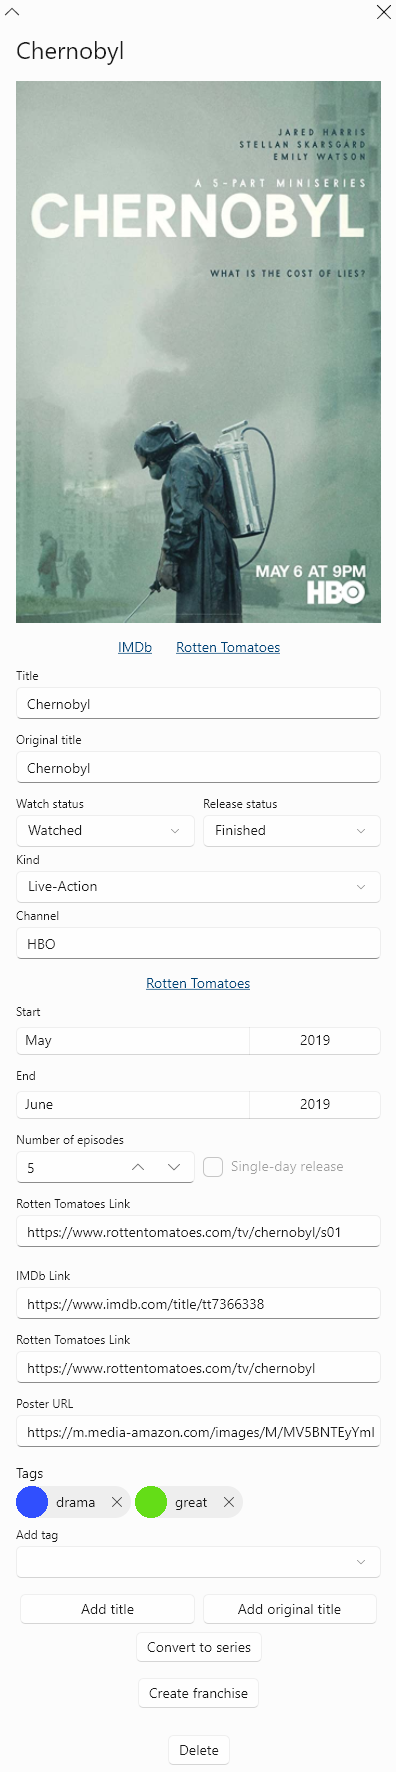 Chernobyl
JARED HARRIS
STELLAN SKARSGÅRD
EMILY WATSON
A 5-PART MINISERIES
CHERNOBYL
WHAT IS THE COST OF LIES?
MAY 6 AT 9PM
HBO
IMDb Rotten Tomatoes
Title
Chernobyl
Original title
Chernobyl
Watch status Release status
Watched Finished
Kind
Live-Action
Channel
HBO
Rotten Tomatoes
Start
May 2019
End
June 2019
Number of episodes
5 Single-day release
Rotten Tomatoes Link
https://www.rottentomatoes.com/tv/chernobyl/s01
IMDb Link
https://www.imdb.com/title/tt7366338
Rotten Tomatoes Link
https://www.rottentomatoes.com/tv/chernobyl
Poster URL
https://m.media-amazon.com/images/M/MV5BNTEyYmI
Tags
drama great
Add tag
Add title Add original title
Convert to series
Create franchise
Delete